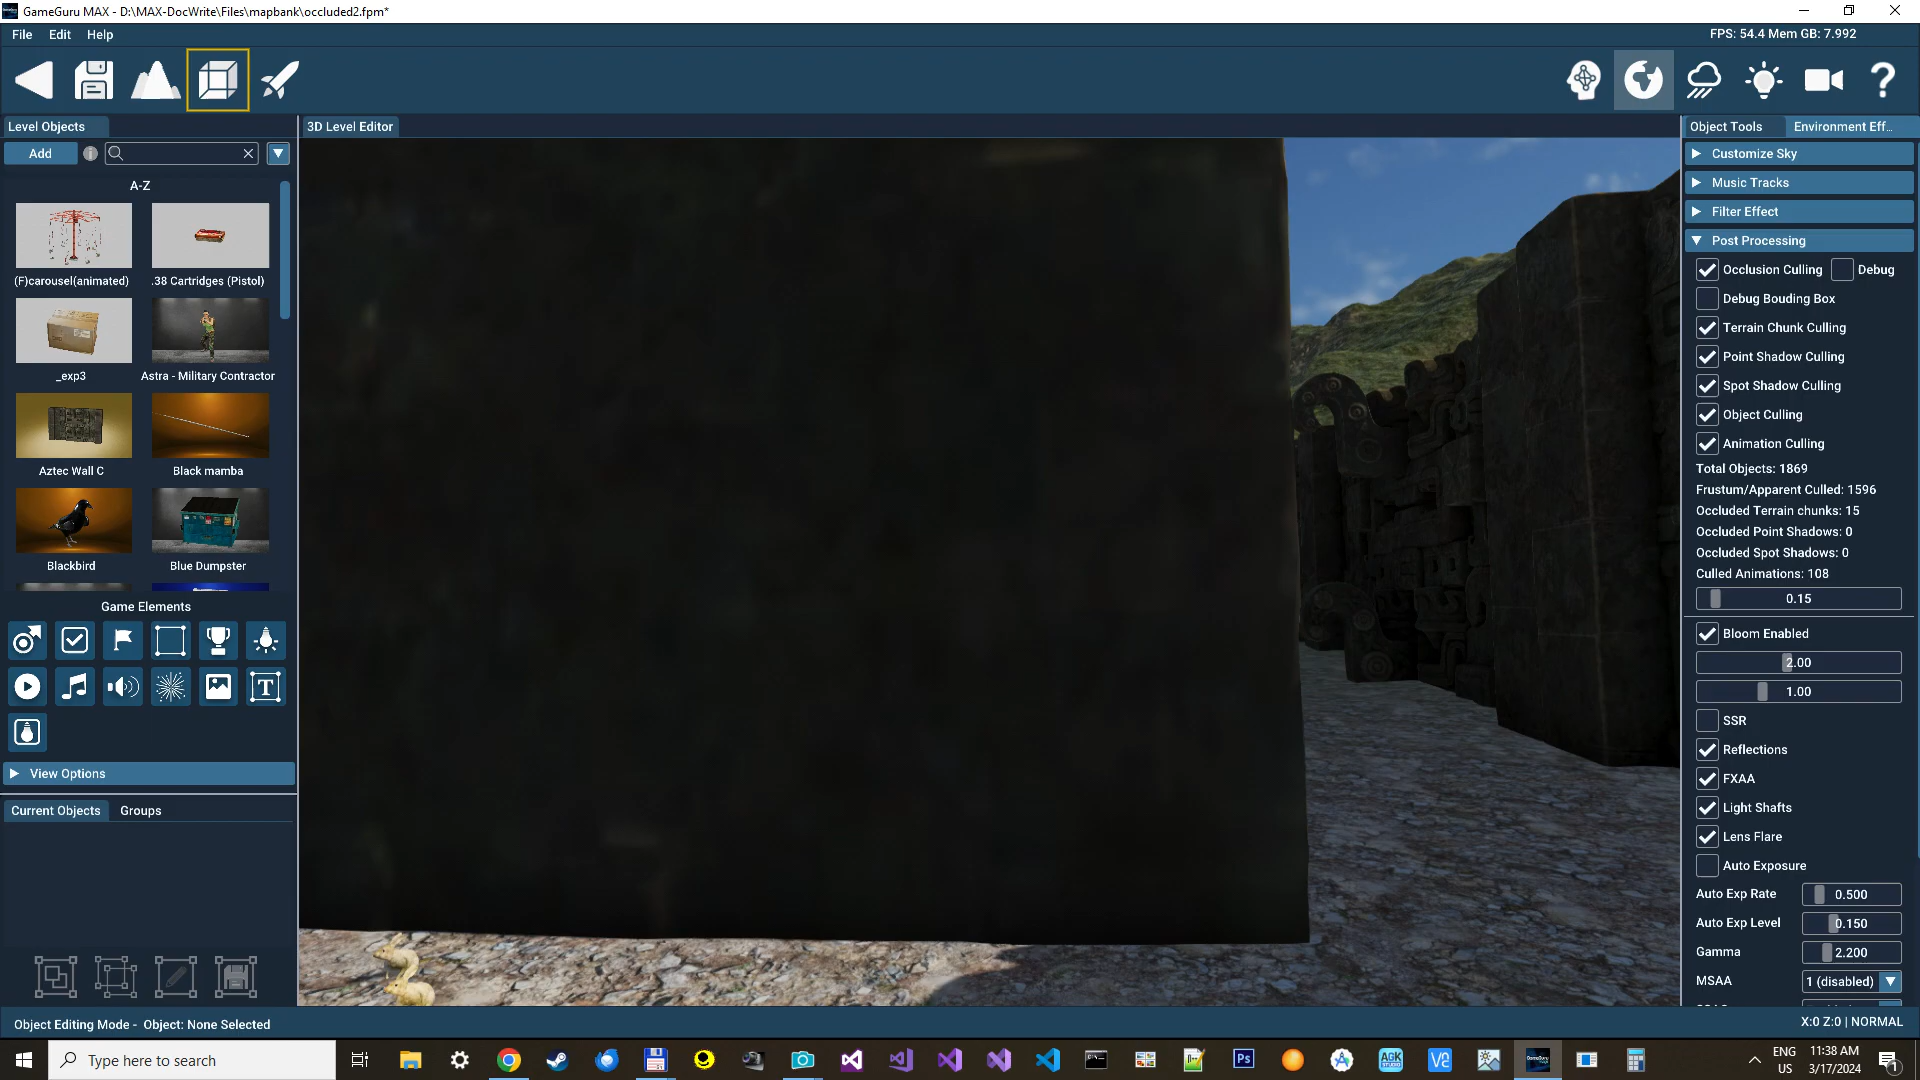 GameGuru MAX - D:\MAX-DocWrite\Files\mapbank\occluded2.fpm*
File Edit Help
FPS: 54.4 Mem GB: 7.992
Level Objects
3D Level Editor
Object Tools
Environment Eff...
Add
A-Z
(F)carousel(animated)
.38 Cartridges (Pistol)
_exp3
Astra - Military Contractor
Aztec Wall C
Black mamba
Blackbird
Blue Dumpster
Game Elements
T
View Options
Current Objects
Groups
Customize Sky
Music Tracks
Filter Effect
Post Processing
Occlusion Culling
Debug
Debug Bouding Box
Terrain Chunk Culling
Point Shadow Culling
Spot Shadow Culling
Object Culling
Animation Culling
Total Objects: 1869
Frustum/Apparent Culled: 1596
Occluded Terrain chunks: 15
Occluded Point Shadows: 0
Occluded Spot Shadows: 0
Culled Animations: 108
0.15
Bloom Enabled
2.00
1.00
SSR
Reflections
FXAA
Light Shafts
Lens Flare
Auto Exposure
Auto Exp Rate 0.500
Auto Exp Level 0.150
Gamma 2.200
MSAA 1 (disabled)
Object Editing Mode - Object: None Selected
X:0 Z:0 | NORMAL
Type here to search
Ps
AGK
STUDIO
ENG
US
11:38 AM
3/17/2024
1